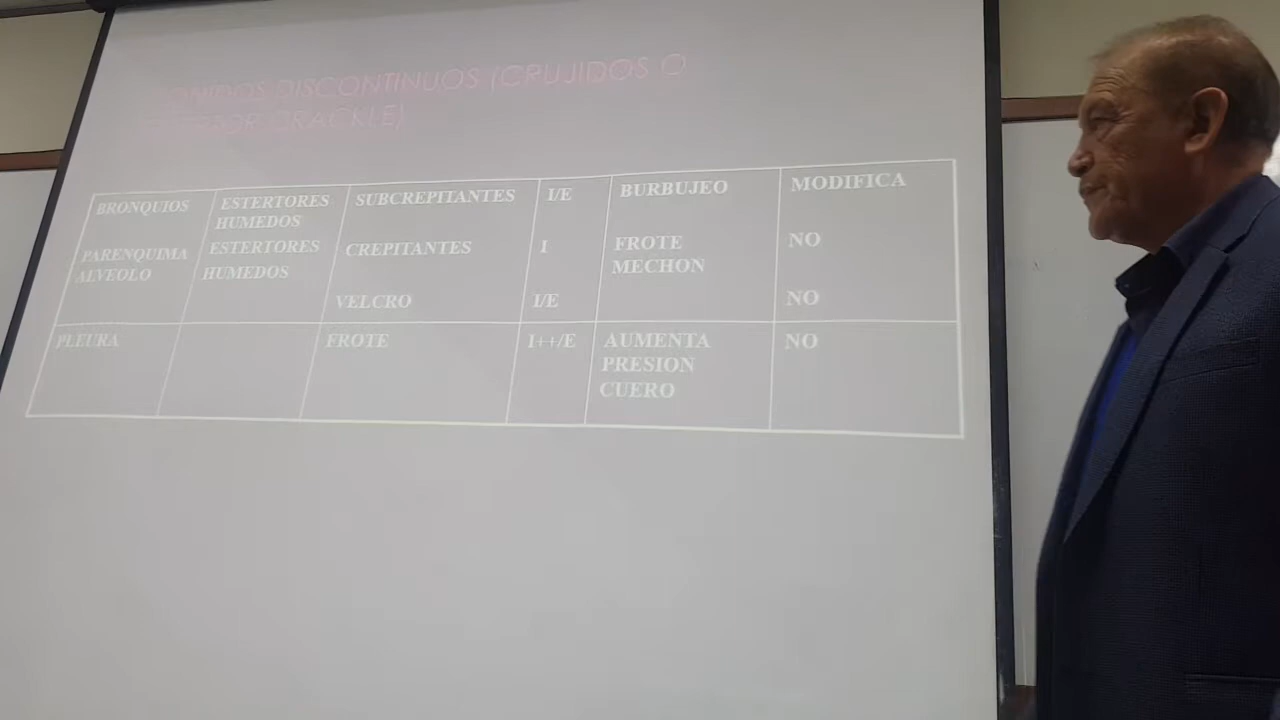 SONIDOS DISCONTINUOS (CRUJIDOS O
CRACKLE)
BRONQUIOS
ESTERTORES
HUMEDOS
SUBCREPITANTES
I/E
BURBUJEO
MODIFICA
PARENQUIMA
ALVEOLO
ESTERTORES
HUMEDOS
CREPITANTES
I
FROTE
MECHON
NO
VELCRO
I/E
NO
PLEURA
FROTE
I++/E
AUMENTA
PRESION
CUERO
NO